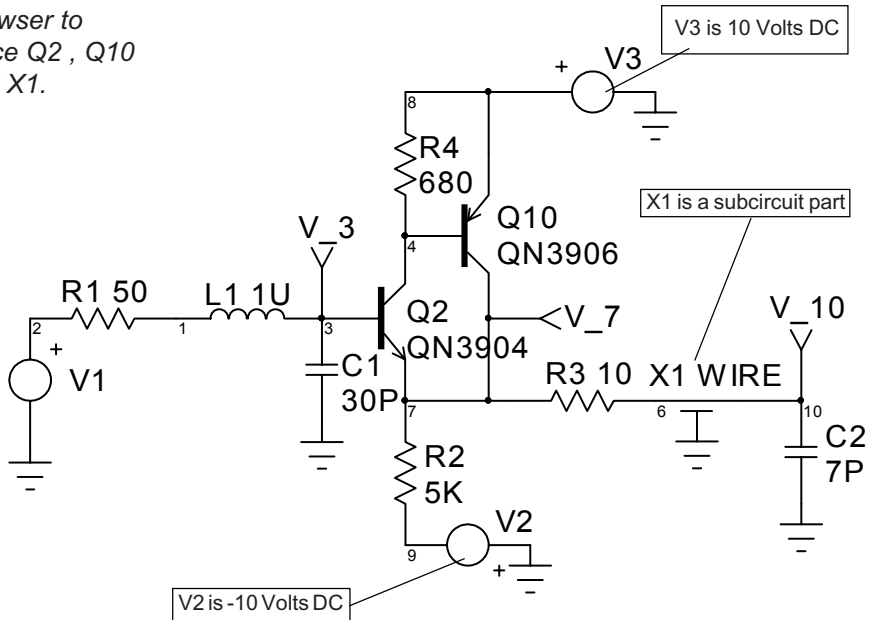 wser to
ce Q2 , Q10
X1.
V3 is 10 Volts DC
+ V3
8
R4
680
X1 is a subcircuit part
Q10
QN3906
V_3
4
R1 50
L1 1U
V_10
2
1
3
Q2
QN3904
V_7
+
V1
C1
30P
R3 10
X1 WIRE
7
6
10
R2
5K
C2
7P
V2
9
+
V2 is -10 Volts DC